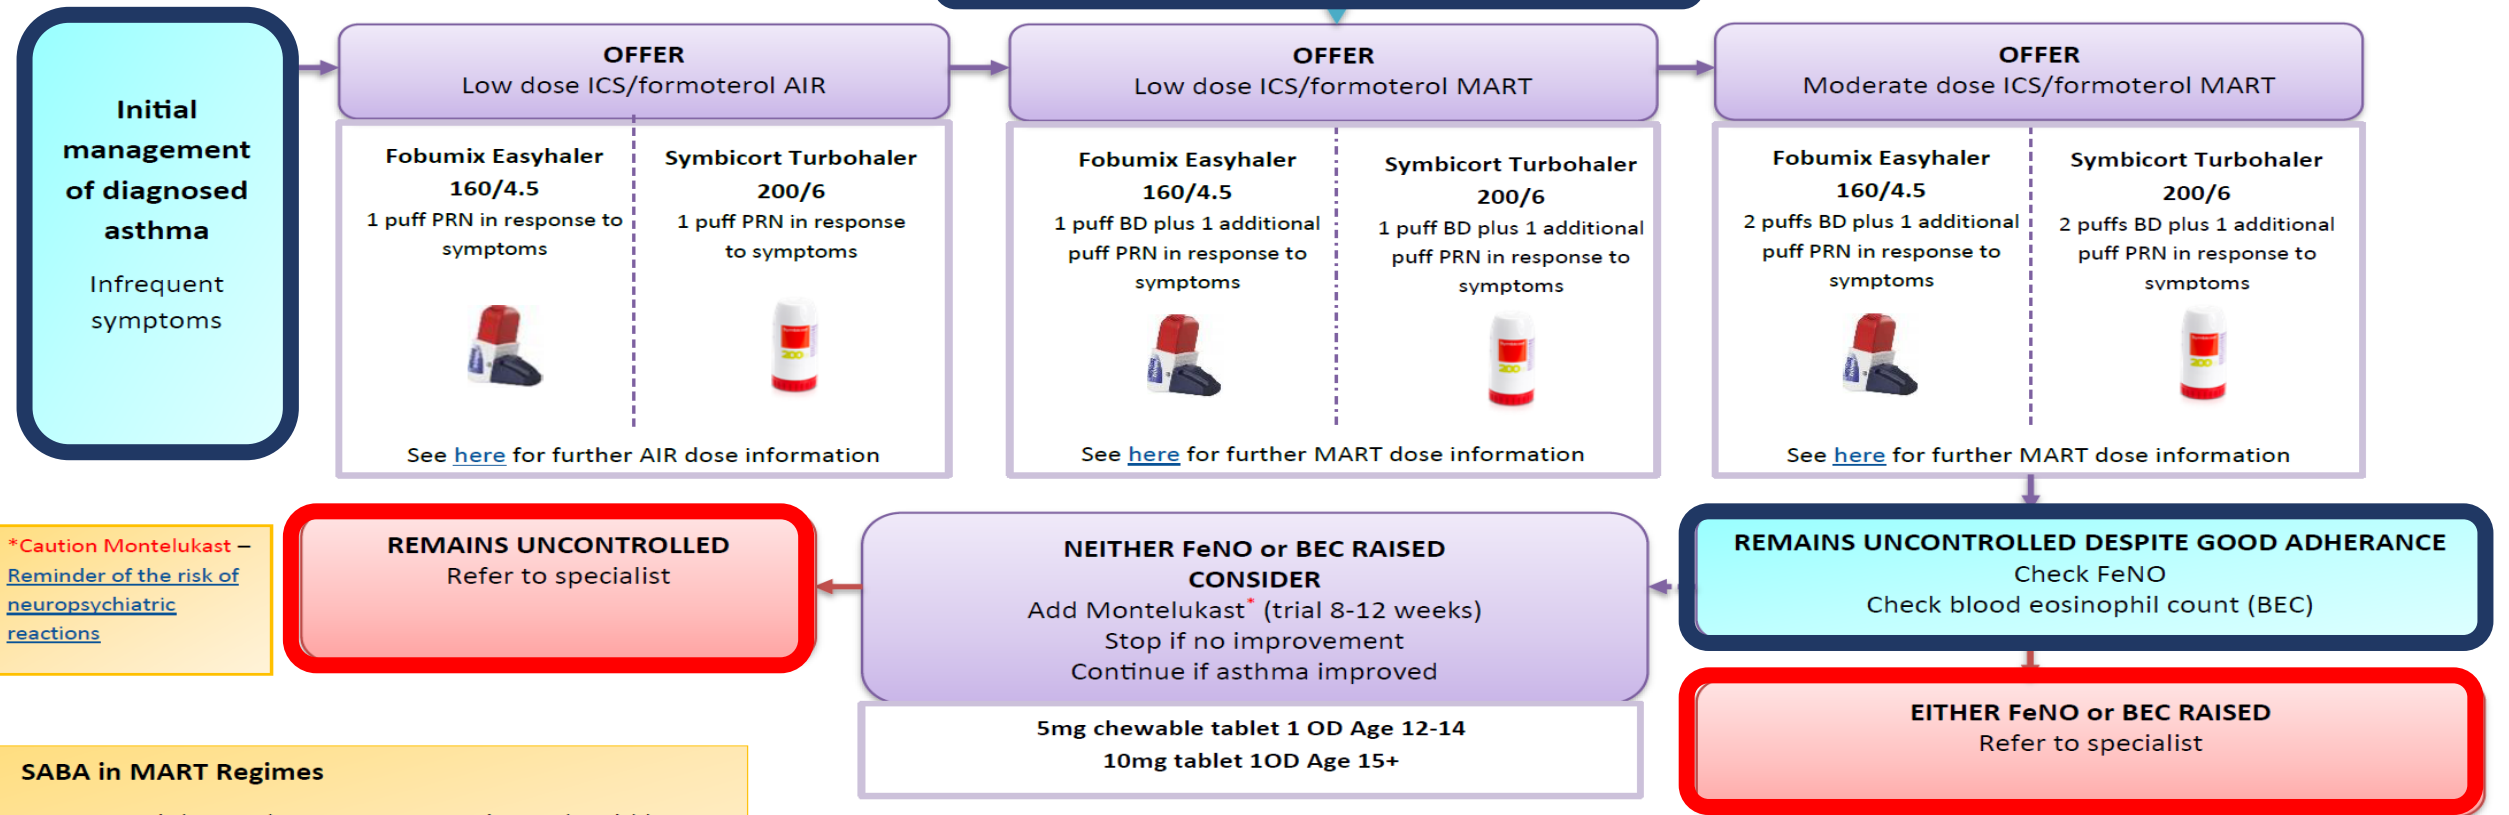 Initial
management
of diagnosed
asthma
Infrequent
symptoms
OFFER
Low dose ICS/formoterol AIR
Fobumix Easyhaler
160/4.5
1 puff PRN in response to
symptoms
Symbicort Turbohaler
200/6
1 puff PRN in response
to symptoms
200
See here for further AIR dose information
OFFER
Low dose ICS/formoterol MART
Fobumix Easyhaler
160/4.5
1 puff BD plus 1 additional
puff PRN in response to
symptoms
Symbicort Turbohaler
200/6
1 puff BD plus 1 additional
puff PRN in response to
symptoms
200
See here for further MART dose information
OFFER
Moderate dose ICS/formoterol MART
Fobumix Easyhaler
160/4.5
2 puffs BD plus 1 additional
puff PRN in response to
symptoms
Symbicort Turbohaler
200/6
2 puffs BD plus 1 additional
puff PRN in response to
symptoms
200
See here for further MART dose information
REMAINS UNCONTROLLED DESPITE GOOD ADHERANCE
Check FeNO
Check blood eosinophil count (BEC)
EITHER FeNO or BEC RAISED
Refer to specialist
NEITHER FeNO or BEC RAISED
CONSIDER
Add Montelukast* (trial 8-12 weeks)
Stop if no improvement
Continue if asthma improved
5mg chewable tablet 1 OD Age 12-14
10mg tablet 1OD Age 15+
REMAINS UNCONTROLLED
Refer to specialist
*Caution Montelukast –
Reminder of the risk of
neuropsychiatric
reactions
SABA in MART Regimes